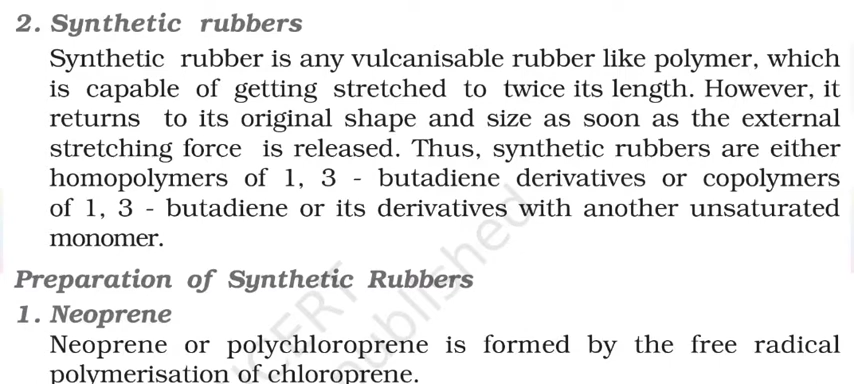 2. Synthetic rubbers
Synthetic rubber is any vulcanisable rubber like polymer, which
is capable of getting stretched to twice its length. However, it
returns to its original shape and size as soon as the external
stretching force is released. Thus, synthetic rubbers are either
homopolymers of 1, 3 - butadiene derivatives or copolymers
of 1, 3 - butadiene or its derivatives with another unsaturated
monomer.
Preparation of Synthetic Rubbers
1. Neoprene
Neoprene or polychloroprene is formed by the free radical
polymerisation of chloroprene.